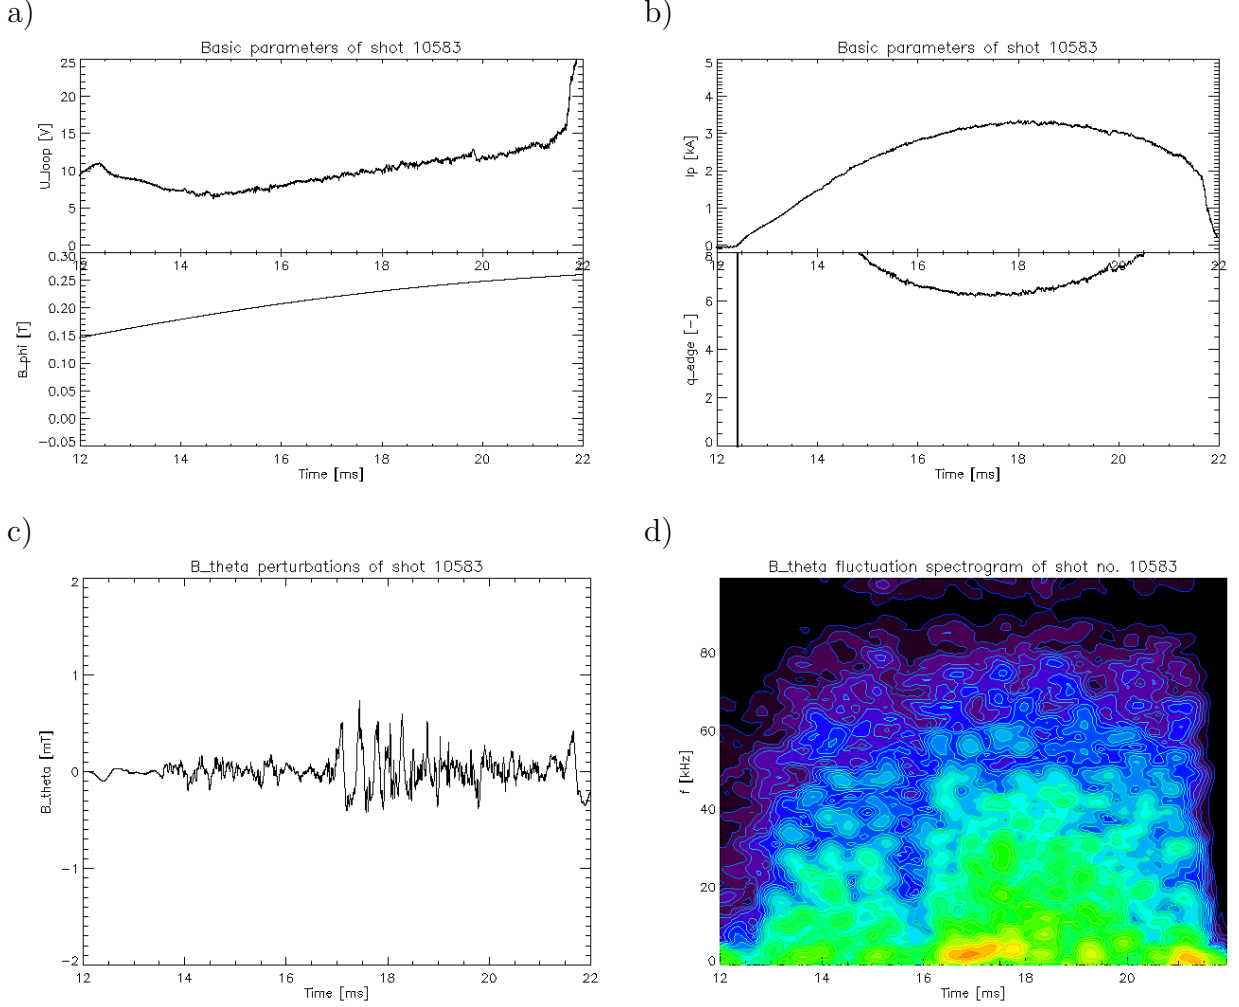 a)
Basic parameters of shot 10583
25
20
15
10
5
0
U_loop [V]
12 14 16 18 20 22
0.30
0.25
0.20
0.15
0.10
0.05
0.00
-0.05
B_phi [T]
12 14 16 18 20 22
Time [ms]
b)
Basic parameters of shot 10583
5
4
3
2
1
0
Ip [kA]
12 14 16 18 20 22
8
6
4
2
0
q_edge [-]
12 14 16 18 20 22
Time [ms]
c)
B_theta perturbations of shot 10583
2
1
0
-1
-2
B_theta [mT]
12 14 16 18 20 22
Time [ms]
d)
B_theta fluctuation spectrogram of shot no. 10583
80
60
40
20
0
f [kHz]
12 14 16 18 20
Time [ms]